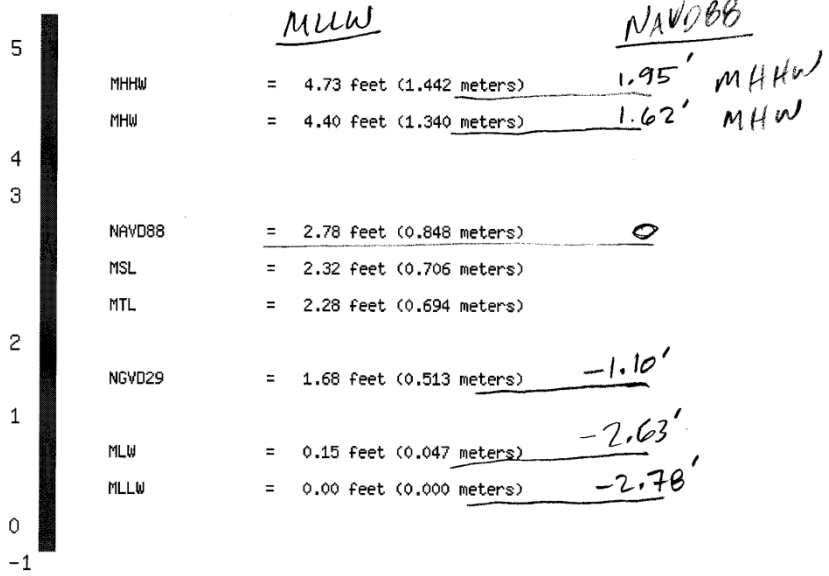 MLLW NAVD88
5
MHHW = 4.73 feet (1.442 meters) 1.95' MHHW
MHW = 4.40 feet (1.340 meters) 1.62' MHW
4
3
NAVD88 = 2.78 feet (0.848 meters) 0
MSL = 2.32 feet (0.706 meters)
MTL = 2.28 feet (0.694 meters)
2
NGVD29 = 1.68 feet (0.513 meters) -1.10'
1
MLW = 0.15 feet (0.047 meters) -2.63'
MLLW = 0.00 feet (0.000 meters) -2.78'
0
-1